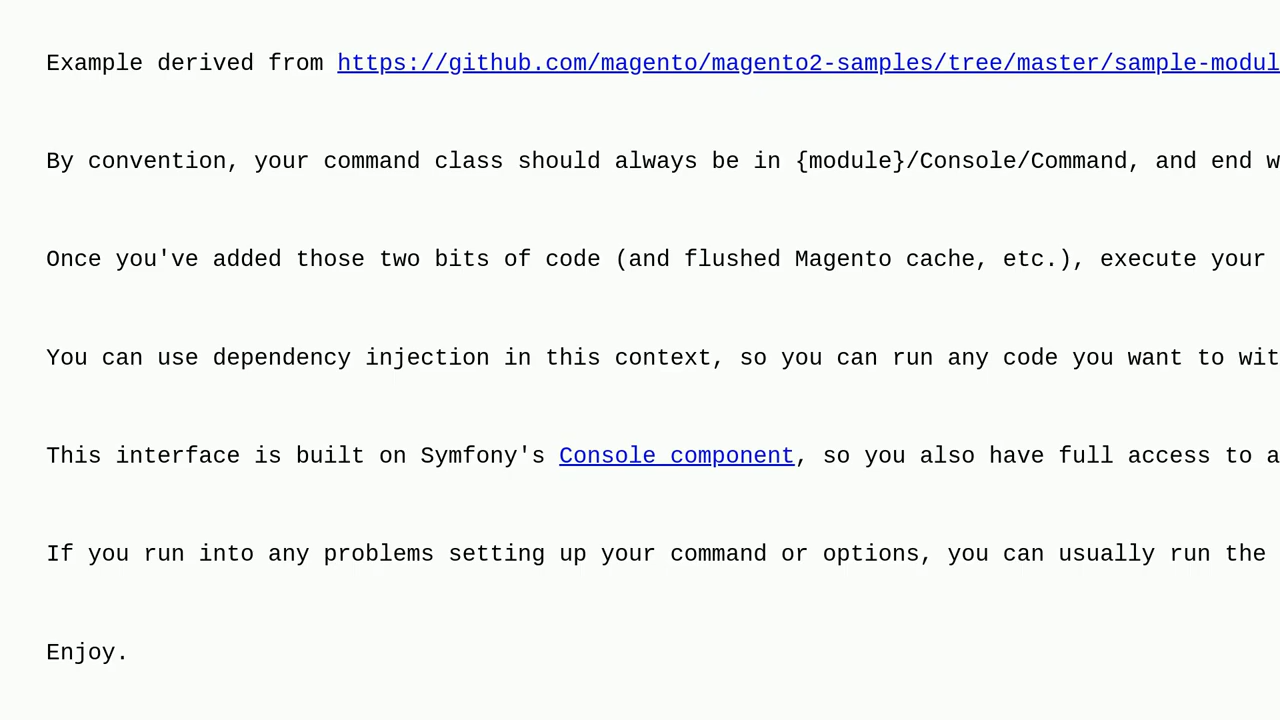 Example derived from https://github.com/magento/magento2-samples/tree/master/sample-modul
By convention, your command class should always be in {module}/Console/Command, and end w
Once you've added those two bits of code (and flushed Magento cache, etc.), execute your
You can use dependency injection in this context, so you can run any code you want to wit
This interface is built on Symfony's Console component, so you also have full access to a
If you run into any problems setting up your command or options, you can usually run the
Enjoy.